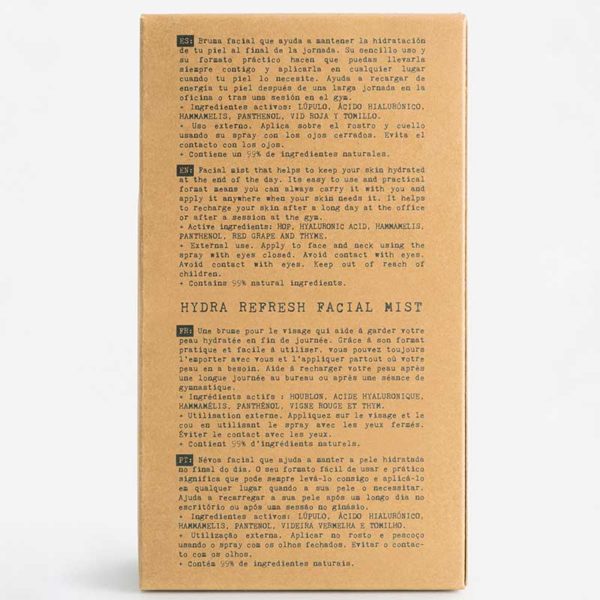 ES: Bruma facial que ayuda a mantener la hidratación
de tu piel al final de la jornada. Su sencillo uso y
su formato práctico hacen que puedas llevarla
siempre contigo y aplicarla en cualquier lugar
cuando tu piel lo necesite. Ayuda a recargar de
energía tu piel después de una larga jornada en la
oficina o tras una sesión en el gym.
+ Ingredientes activos: LÚPULO, ÁCIDO HIALURÓNICO,
HAMMAMELIS, PANTHENOL, VID ROJA Y TOMILLO.
+ Uso externo. Aplica sobre el rostro y cuello
usando su spray con los ojos cerrados. Evita el
contacto con los ojos.
+ Contiene un 99% de ingredientes naturales.
EN: Facial mist that helps to keep your skin hydrated
at the end of the day. Its easy to use and practical
format means you can always carry it with you and
apply it anywhere when your skin needs it. It helps
to recharge your skin after a long day at the office
or after a session at the gym.
+ Active ingredients: HOP, HYALURONIC ACID, HAMMAMELIS,
PANTHENOL, RED GRAPE AND THYME.
+ External use. Apply to face and neck using the
spray with eyes closed. Avoid contact with eyes.
Avoid contact with eyes. Keep out of reach of
children.
+ Contains 99% natural ingredients.
HYDRA REFRESH FACIAL MIST
FR: Une brume pour le visage qui aide à garder votre
peau hydratée en fin de journée. Grâce à son format
pratique et facile à utiliser, vous pouvez toujours
l'emporter avec vous et l'appliquer partout où votre
peau en a besoin. Aide à recharger votre peau après
une longue journée au bureau ou après une séance de
gymnastique.
+ Ingrédients actifs : HOUBLON, ACIDE HYALURONIQUE,
HAMMAMÉLIS, PANTHÉNOL, VIGNE ROUGE ET THYM.
+ Utilisation externe. Appliquez sur le visage et le
cou en utilisant le spray avec les yeux fermés.
Éviter le contact avec les yeux.
+ Contient 99% d'ingrédients naturels.
PT: Névoa facial que ajuda a manter a pele hidratada
no final do dia. O seu formato fácil de usar e prático
significa que pode sempre levá-lo consigo e aplicá-lo
em qualquer lugar quando a sua pele o necessitar.
Ajuda a recarregar a sua pele após um longo dia no
escritório ou após uma sessão no ginásio.
+ Ingredientes activos: LÚPULO, ÁCIDO HIALURÓNICO,
HAMMAMELIS, PANTENOL, VIDEIRA VERMELHA E TOMILHO.
+ Utilização externa. Aplicar no rosto e pescoço
usando o spray com os olhos fechados. Evitar o contac-
to com os olhos.
+ Contém 99% de ingredientes naturais.